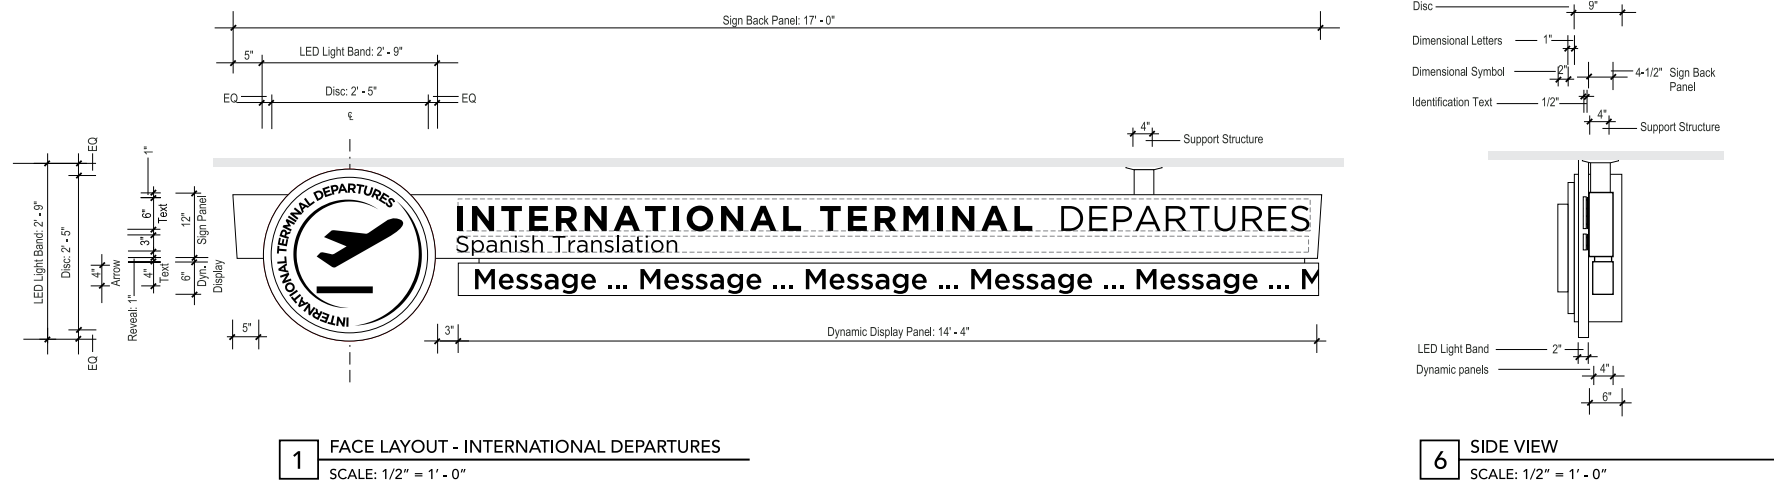 Sign Back Panel: 17' - 0"
5"
LED Light Band: 2' - 9"
EQ
Disc: 2' - 5"
EQ
℄
4"
Support Structure
EQ
LED Light Band: 2' - 9"
Disc: 2' - 5"
EQ
4"
Arrow
1"
6"
Text
3"
4"
Text
Reveal: 1"
12"
Sign Panel
6"
Dyn.
Display
INTERNATIONAL TERMINAL DEPARTURES
INTERNATIONAL TERMINAL DEPARTURES
Spanish Translation
Message ... Message ... Message ... Message ... Message ... M
5"
3"
Dynamic Display Panel: 14' - 4"
1
FACE LAYOUT - INTERNATIONAL DEPARTURES
SCALE: 1/2" = 1' - 0"
Disc
9"
Dimensional Letters
1"
Dimensional Symbol
2"
4-1/2"
Sign Back
Panel
Identification Text
1/2"
4"
Support Structure
LED Light Band
2"
Dynamic panels
4"
6"
6
SIDE VIEW
SCALE: 1/2" = 1' - 0"